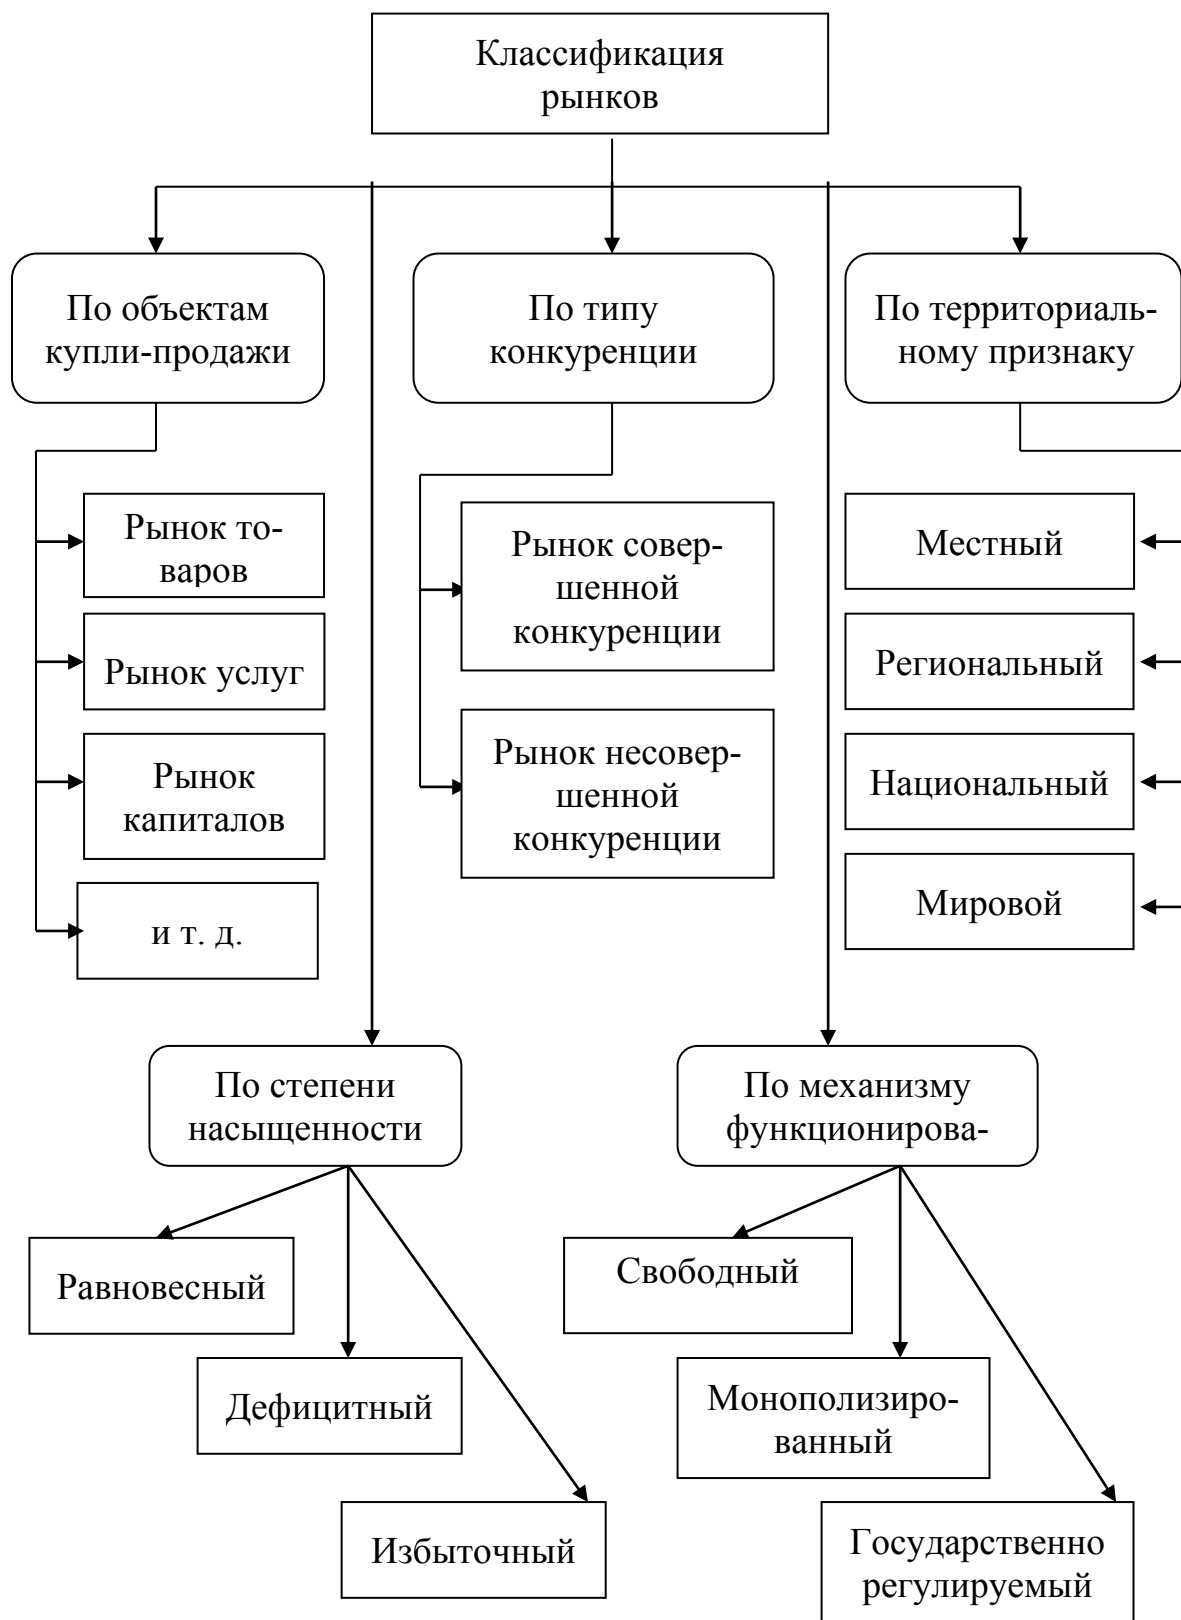 Классификация
рынков
По объектам
купли-продажи
По типу
конкуренции
По территориаль-
ному признаку
Рынок то-
варов
Рынок услуг
Рынок
капиталов
и т. д.
Рынок совер-
шенной
конкуренции
Рынок несовер-
шенной
конкуренции
Местный
Региональный
Национальный
Мировой
По степени
насыщенности
По механизму
функционирова-
Равновесный
Дефицитный
Избыточный
Свободный
Монополизиро-
ванный
Государственно
регулируемый